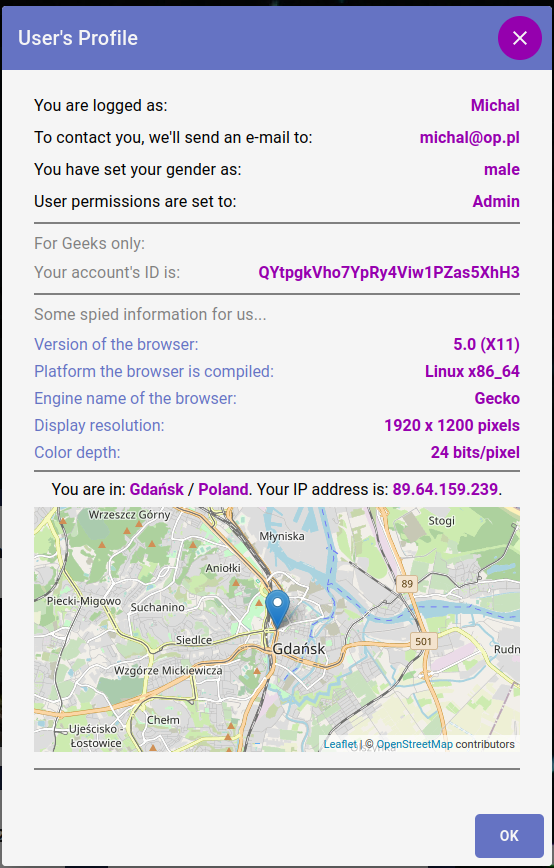 User's Profile
You are logged as: Michal
To contact you, we'll send an e-mail to: michal@op.pl
You have set your gender as: male
User permissions are set to: Admin
For Geeks only:
Your account's ID is: QYtpgkVho7YpRy4Viw1PZas5XhH3
Some spied information for us...
Version of the browser: 5.0 (X11)
Platform the browser is compiled: Linux x86_64
Engine name of the browser: Gecko
Display resolution: 1920 x 1200 pixels
Color depth: 24 bits/pixel
You are in: Gdańsk / Poland. Your IP address is: 89.64.159.239.
Wrzeszcz Górny
Stogi
Młyniska
Aniołki
89
Piecki-Migowo
Suchanino
Siedlce
501
Gdańsk
Rudn
Wzgórze Mickiewicza
Chełm
Ujeścisko -
Łostowice
Leaflet | © OpenStreetMap contributors
OK